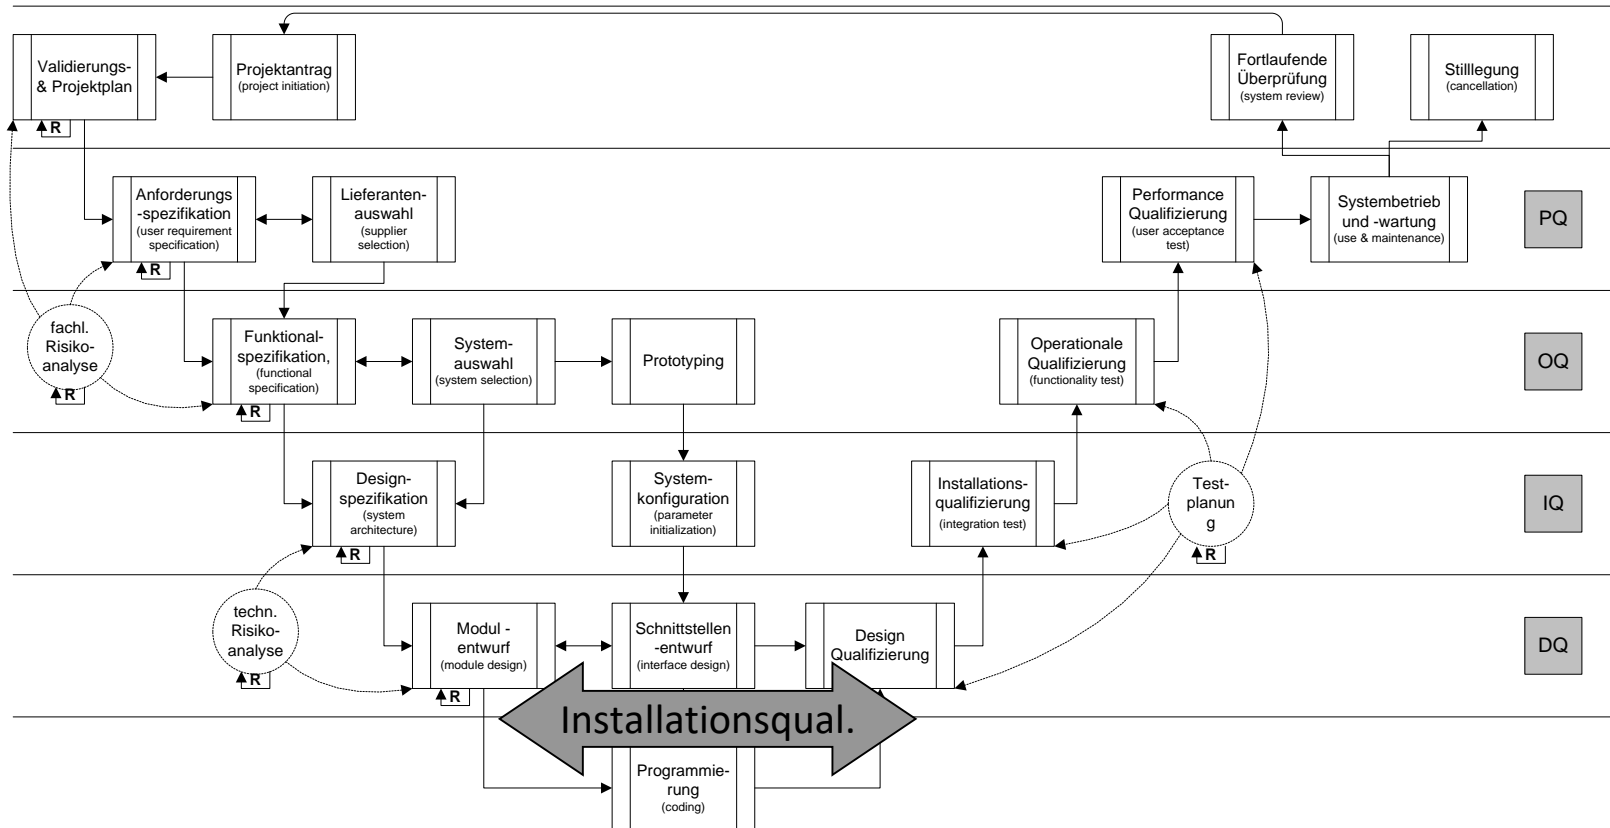 Validierungs-
& Projektplan
R
Projektantrag
(project initiation)
Fortlaufende
Überprüfung
(system review)
Stilllegung
(cancellation)
Anforderungs
-spezifikation
(user requirement
specification)
R
Lieferanten-
auswahl
(supplier
selection)
Performance
Qualifizierung
(user acceptance
test)
Systembetrieb
und -wartung
(use & maintenance)
PQ
fachl.
Risiko-
analyse
R
Funktional-
spezifikation,
(functional
specification)
R
System-
auswahl
(system selection)
Prototyping
Operationale
Qualifizierung
(functionality test)
OQ
Design-
spezifikation
(system
architecture)
R
System-
konfiguration
(parameter
initialization)
Installations-
qualifizierung
(integration test)
Test-
planun
g
R
IQ
techn.
Risiko-
analyse
R
Modul -
entwurf
(module design)
R
Schnittstellen
-entwurf
(interface design)
Design
Qualifizierung
DQ
Installationsqual.
Programmie-
rung
(coding)